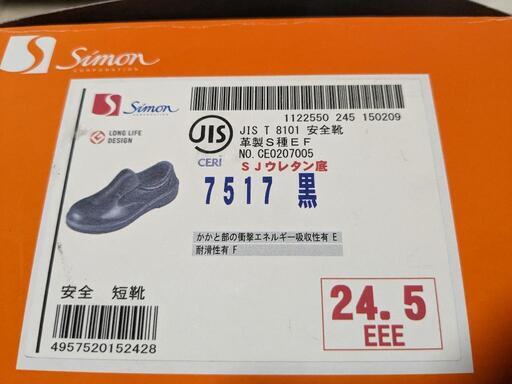 Simon
CORPORATION
Simon
CORPORATION
1122550 245 150209
LONG LIFE
DESIGN
JIS
CERI
JIS T 8101 安全靴
革製S種EF
NO.CE0207005
SJウレタン底
7517 黒
かかと部の衝撃エネルギー吸収性有 E
耐滑性有 F
安全 短靴
4957520152428
24.5
EEE